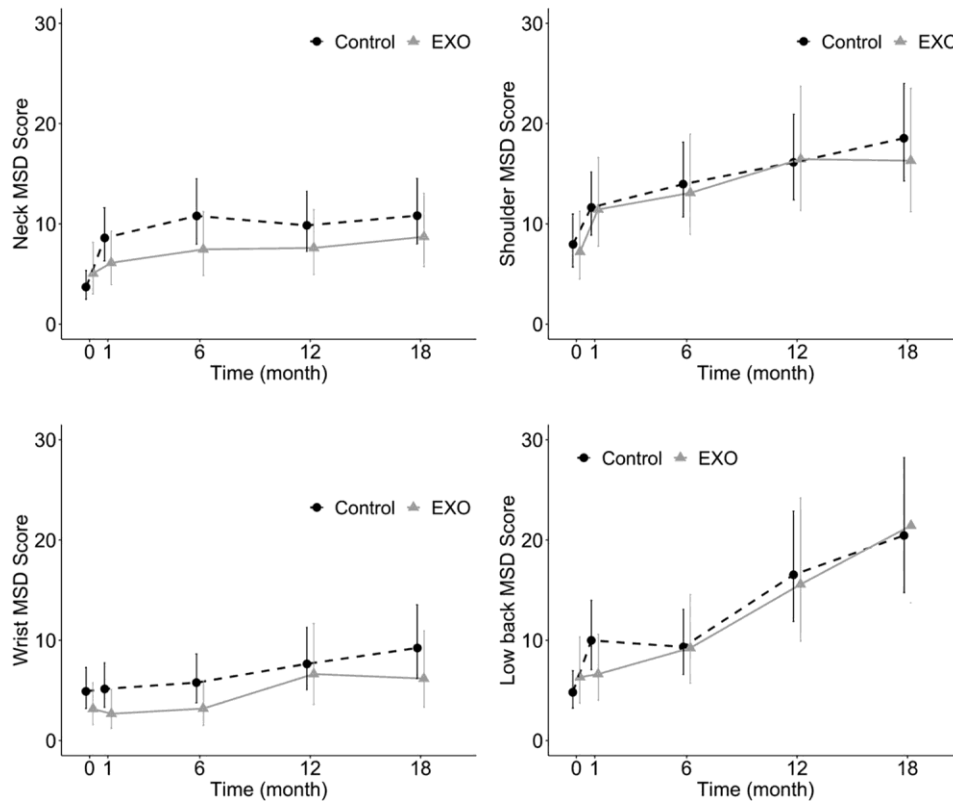 Neck MSD Score
30
20
10
0
Control EXO
0 1 6 12 18
Time (month)
Shoulder MSD Score
30
20
10
0
Control EXO
0 1 6 12 18
Time (month)
Wrist MSD Score
30
20
10
0
Control EXO
0 1 6 12 18
Time (month)
Low back MSD Score
30
20
10
0
Control EXO
0 1 6 12 18
Time (month)